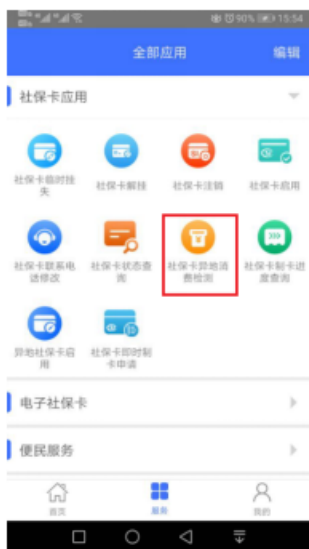 90% 15:54
全部应用 编辑
社保卡应用
社保卡临时挂 社保卡解挂 社保卡注销 社保卡启用
失
社保卡联系电 社保卡状态查 社保卡异地消 社保卡制卡进
话修改 询 费检测 度查询
异地社保卡启 社保卡即时制
用 卡申请
电子社保卡
便民服务
首页 服务 我的